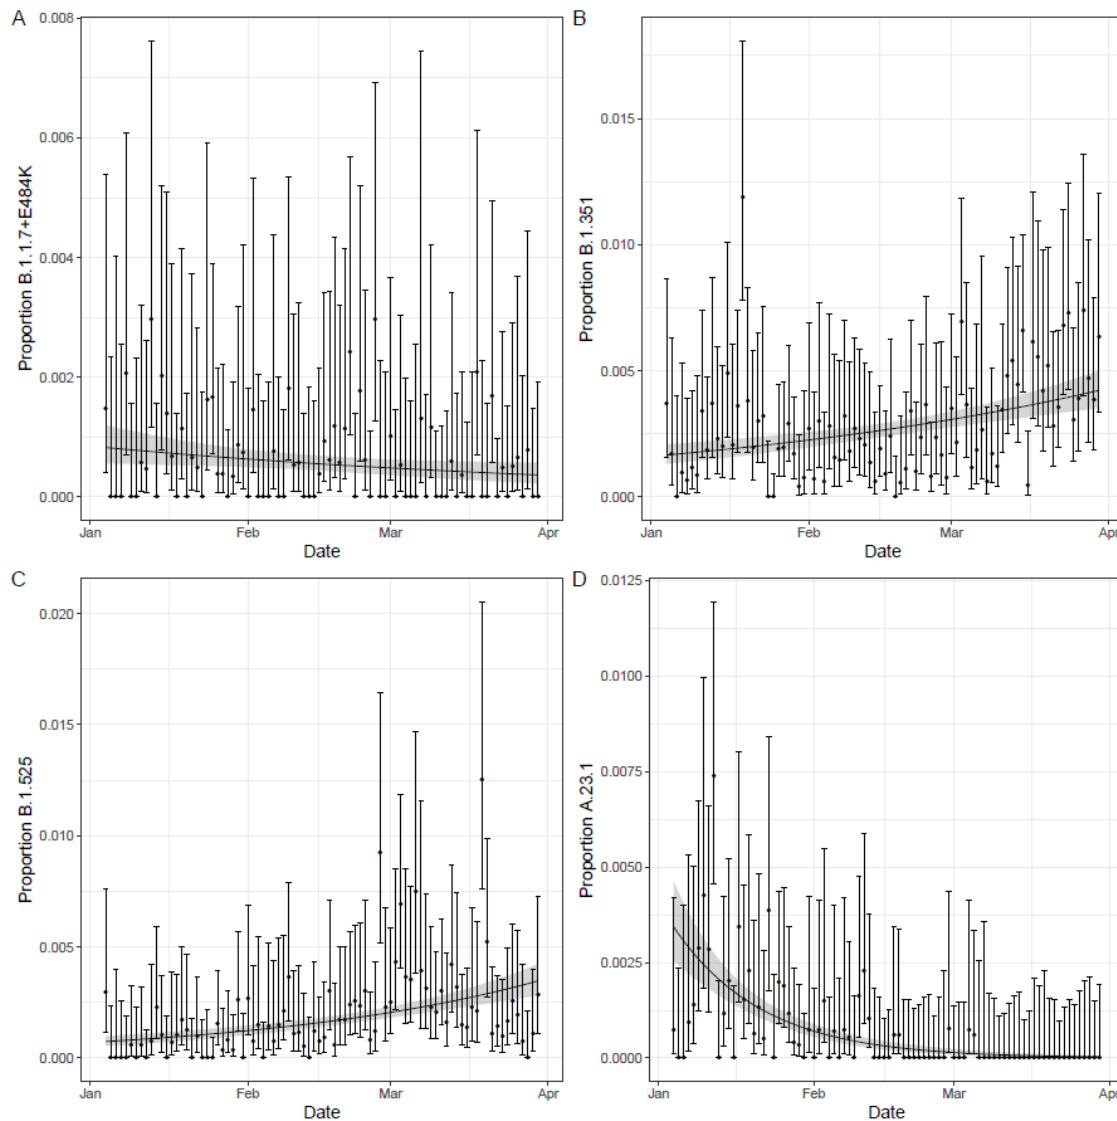 A
Proportion B.1.1.7+E484K
0.008
0.006
0.004
0.002
0.000
Jan
Feb
Mar
Apr
Date
B
Proportion B.1.351
0.015
0.010
0.005
0.000
Jan
Feb
Mar
Apr
Date
C
Proportion B.1.525
0.020
0.015
0.010
0.005
0.000
Jan
Feb
Mar
Apr
Date
D
Proportion A.23.1
0.0125
0.0100
0.0075
0.0050
0.0025
0.0000
Jan
Feb
Mar
Apr
Date